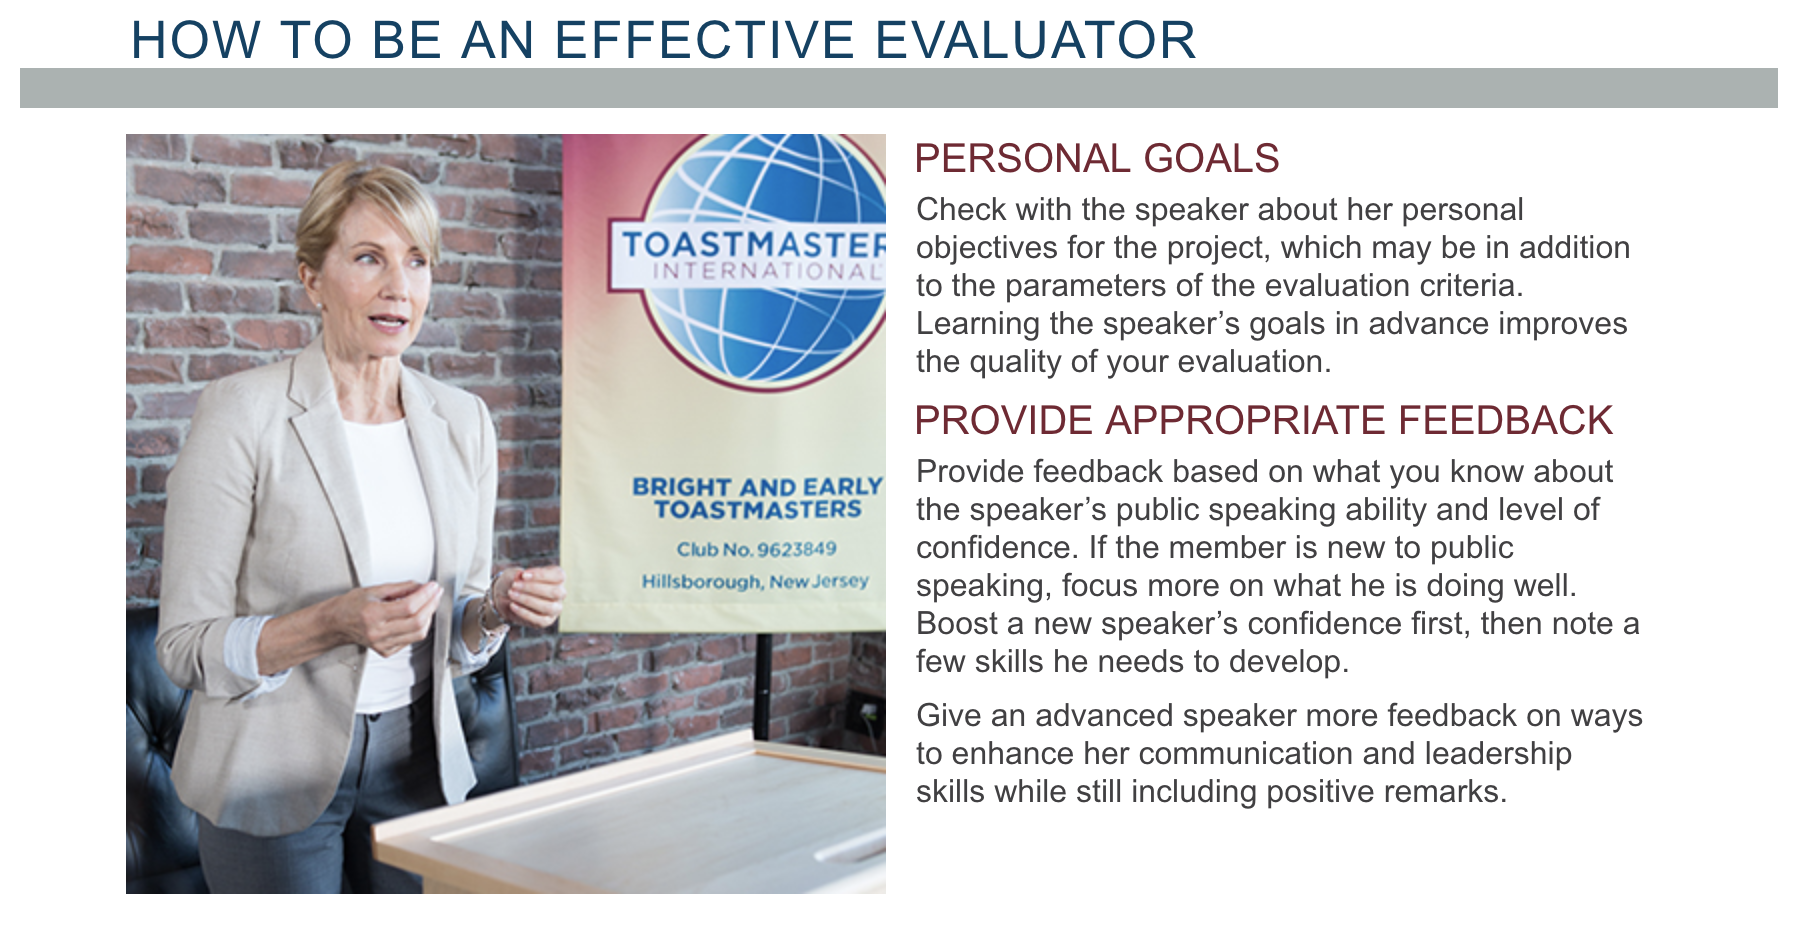 HOW TO BE AN EFFECTIVE EVALUATOR
TOASTMASTER
INTERNATIONAL
BRIGHT AND EARLY
TOASTMASTERS
Club No. 9623849
Hillsborough, New Jersey
PERSONAL GOALS
Check with the speaker about her personal
objectives for the project, which may be in addition
to the parameters of the evaluation criteria.
Learning the speaker’s goals in advance improves
the quality of your evaluation.
PROVIDE APPROPRIATE FEEDBACK
Provide feedback based on what you know about
the speaker’s public speaking ability and level of
confidence. If the member is new to public
speaking, focus more on what he is doing well.
Boost a new speaker’s confidence first, then note a
few skills he needs to develop.
Give an advanced speaker more feedback on ways
to enhance her communication and leadership
skills while still including positive remarks.